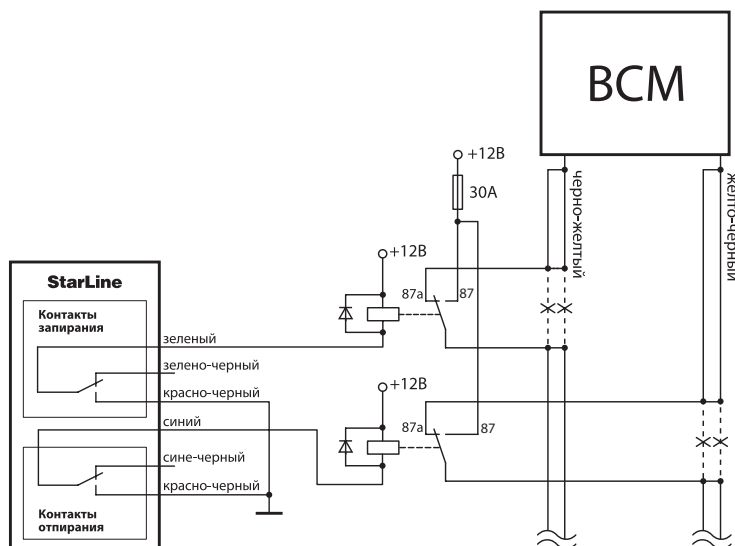 BCM
+12В
30А
черно-желтый
желто-черный
+12В
StarLine
87а
87
Контакты
запирания
зеленый
зелено-черный
красно-черный
+12В
синий
87а
87
сине-черный
красно-черный
Контакты
отпирания